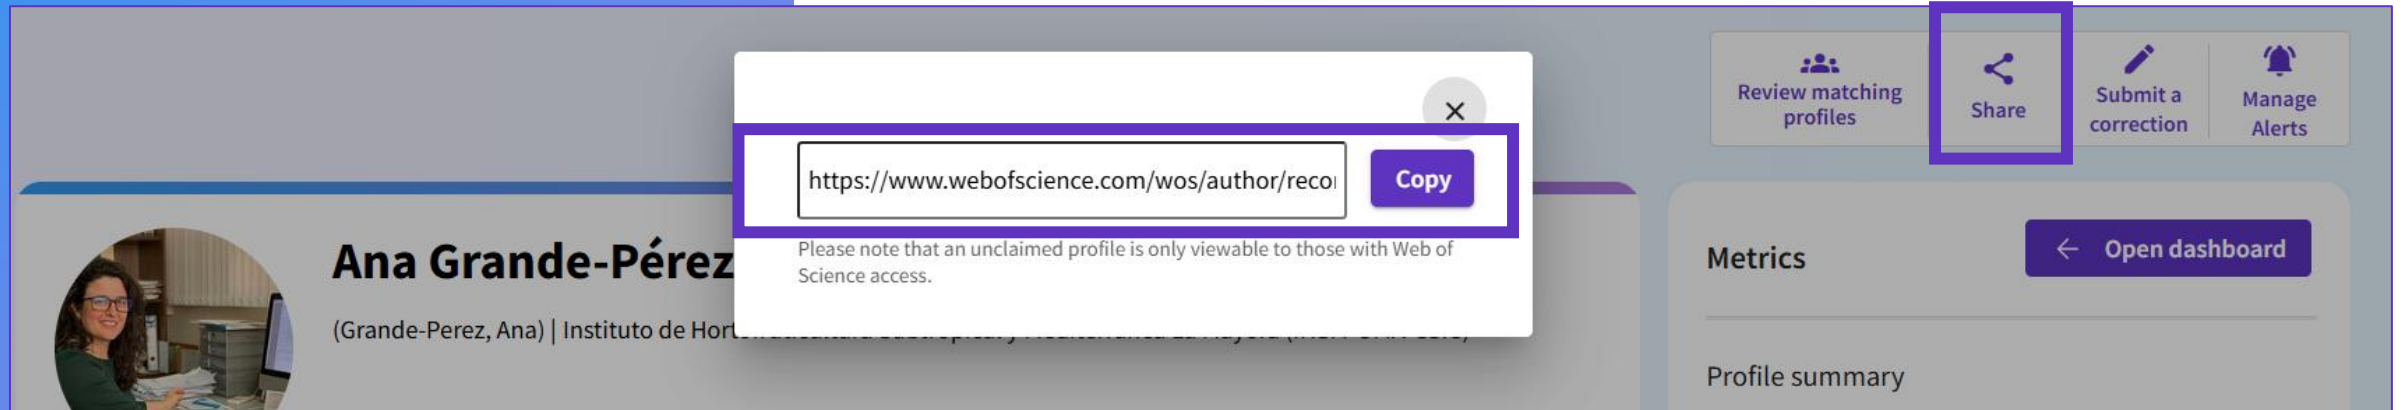 Review matching
profiles
Share
Submit a
correction
Manage
Alerts
https://www.webofscience.com/wos/author/reco
Copy
Please note that an unclaimed profile is only viewable to those with Web of
Science access.
Ana Grande-Pérez
(Grande-Perez, Ana) | Instituto de
Metrics
Open dashboard
Profile summary